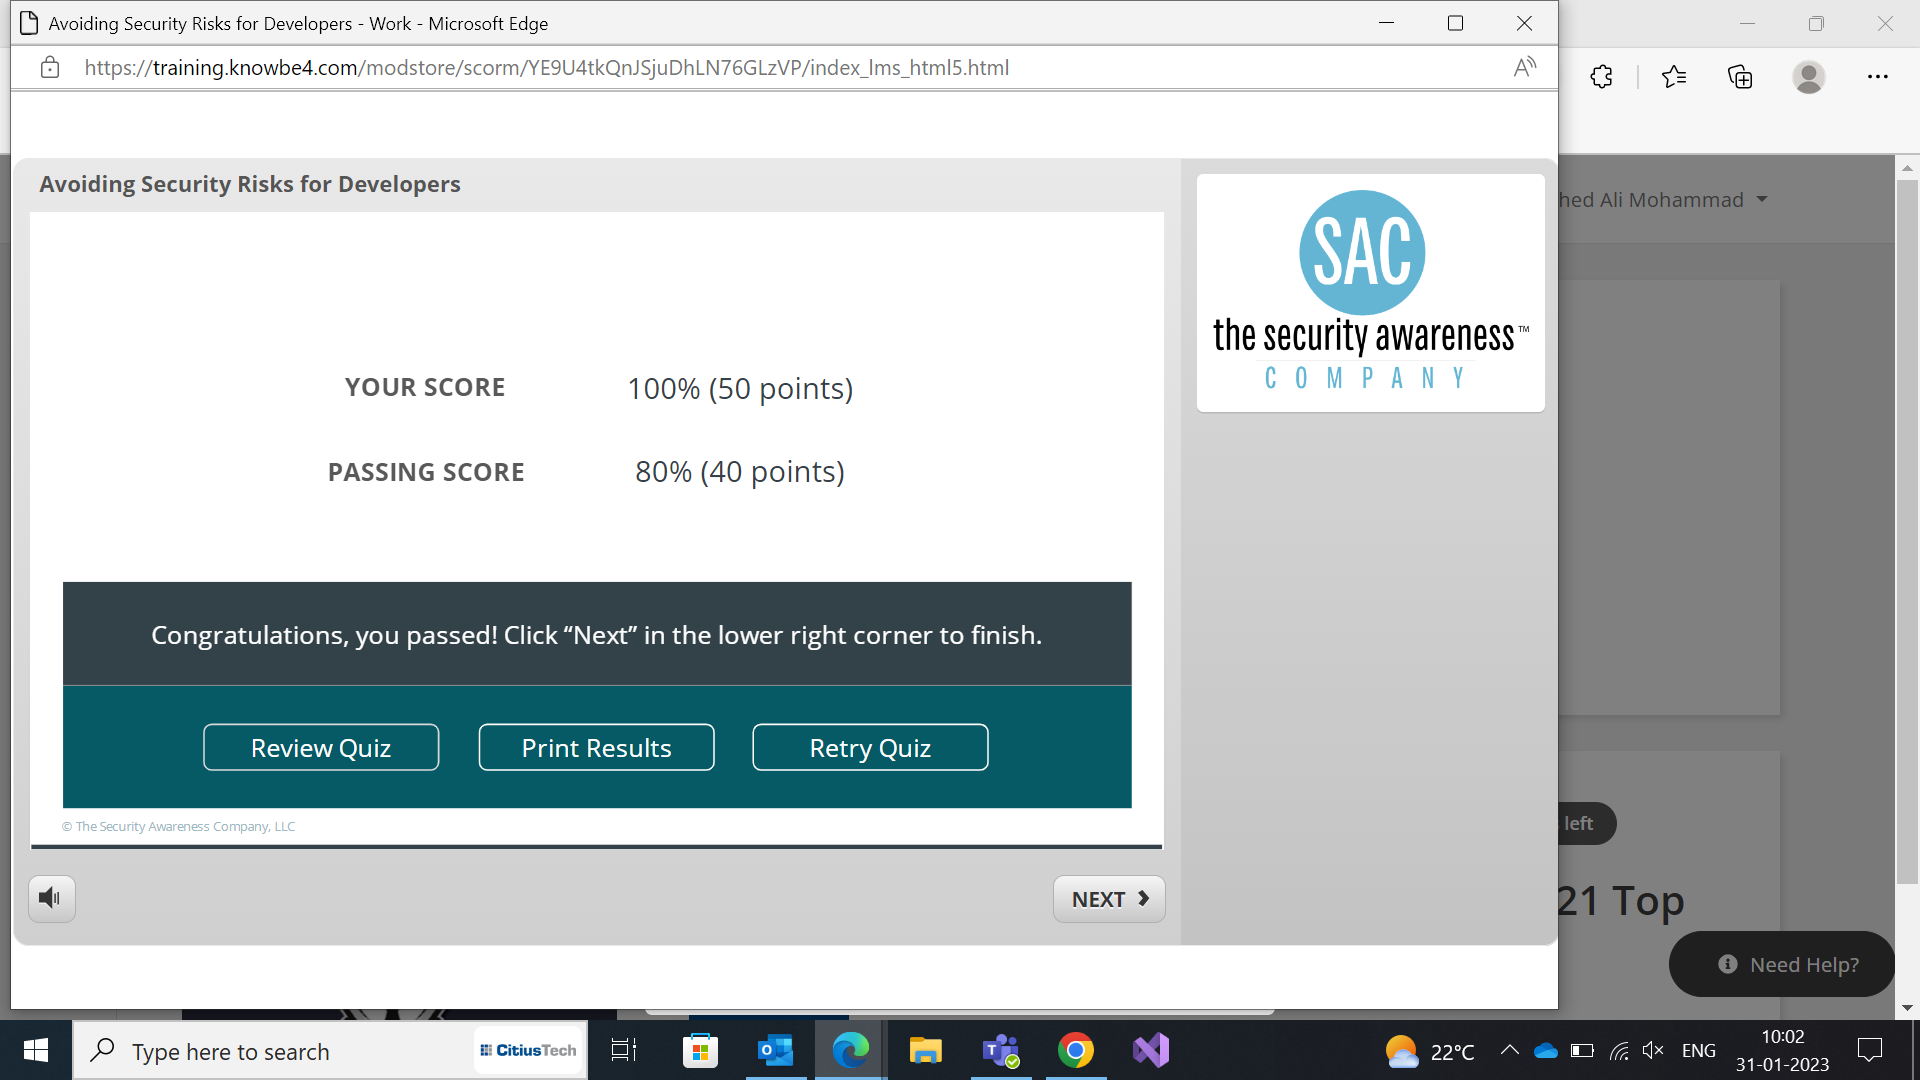 Avoiding Security Risks for Developers - Work - Microsoft Edge
https://training.knowbe4.com/modstore/scorm/YE9U4tkQnJSjuDhLN76GLzVP/index_lms_html5.html
Avoiding Security Risks for Developers
hed Ali Mohammad
SAC
the security awareness™
COMPANY
YOUR SCORE 100% (50 points)
PASSING SCORE 80% (40 points)
Congratulations, you passed! Click “Next” in the lower right corner to finish.
Review Quiz Print Results Retry Quiz
© The Security Awareness Company, LLC
left
NEXT
21 Top
Need Help?
Type here to search
CitiusTech
22°C
ENG
10:02
31-01-2023